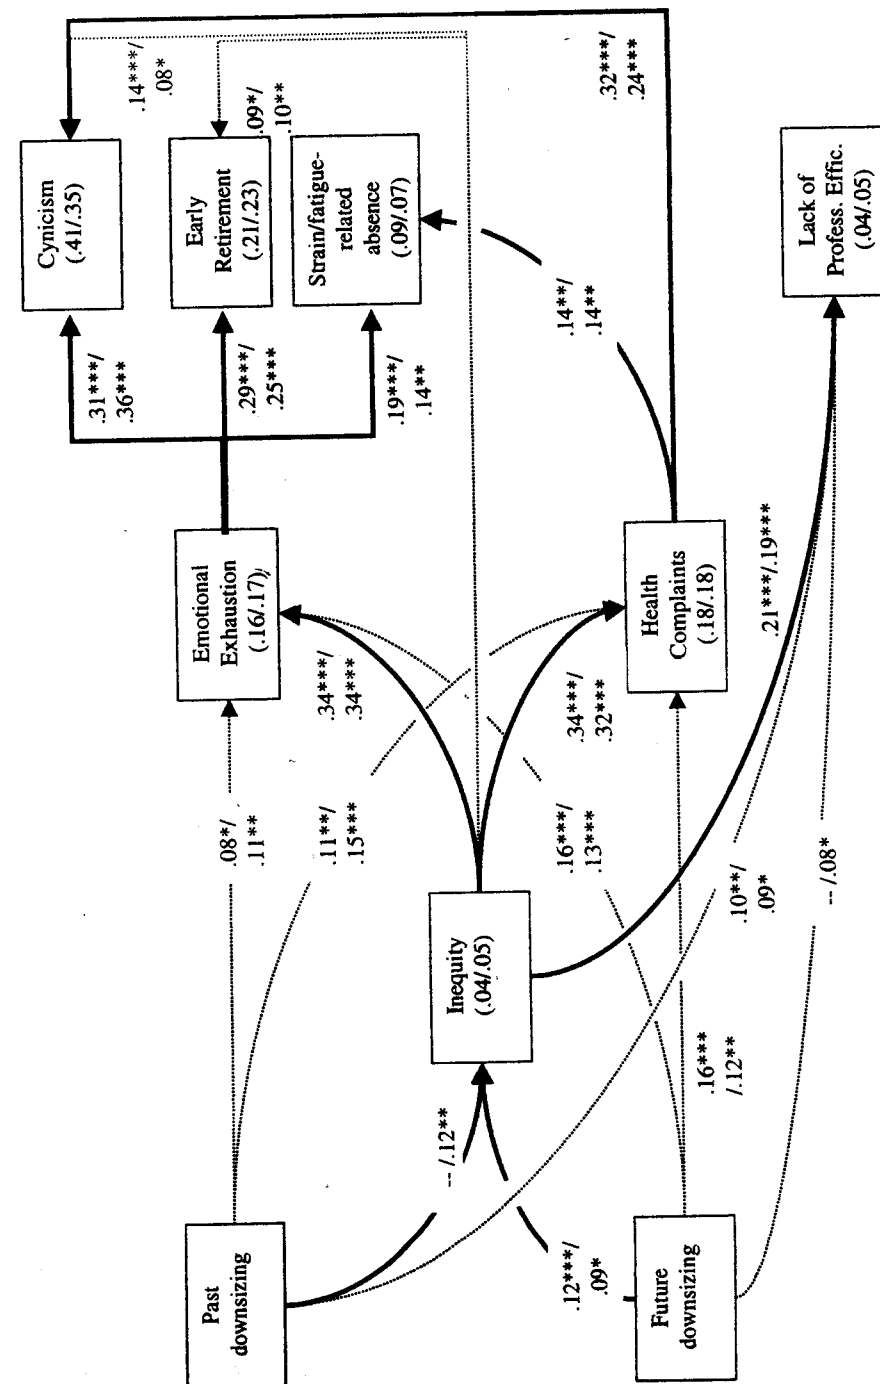 Cynicism
(.41/.35)
Early
Retirement
(.21/.23)
Strain/fatigue-
related
absence
(.09/.07)
Lack of
Profess. Effic.
(.04/.05)
.14***/
.08*
.09*/
.10**
.32***/
.24***
.31***/
.36***
.29***/
.25***
.19***/
.14**
.14**/
.14**
Emotional
Exhaustion
(.16/.17)
Health
Complaints
(.18/.18)
.34***/
.34***
.34***/
.32***
.21***/.19***
.08*/
.11**
.11**/
.15***
.16***/
.13***
.10**/
.09*
-- /.08*
Inequity
(.04/.05)
.16***
/.12**
-- /.12**
.12***/
.09*
Past
downsizing
Future
downsizing